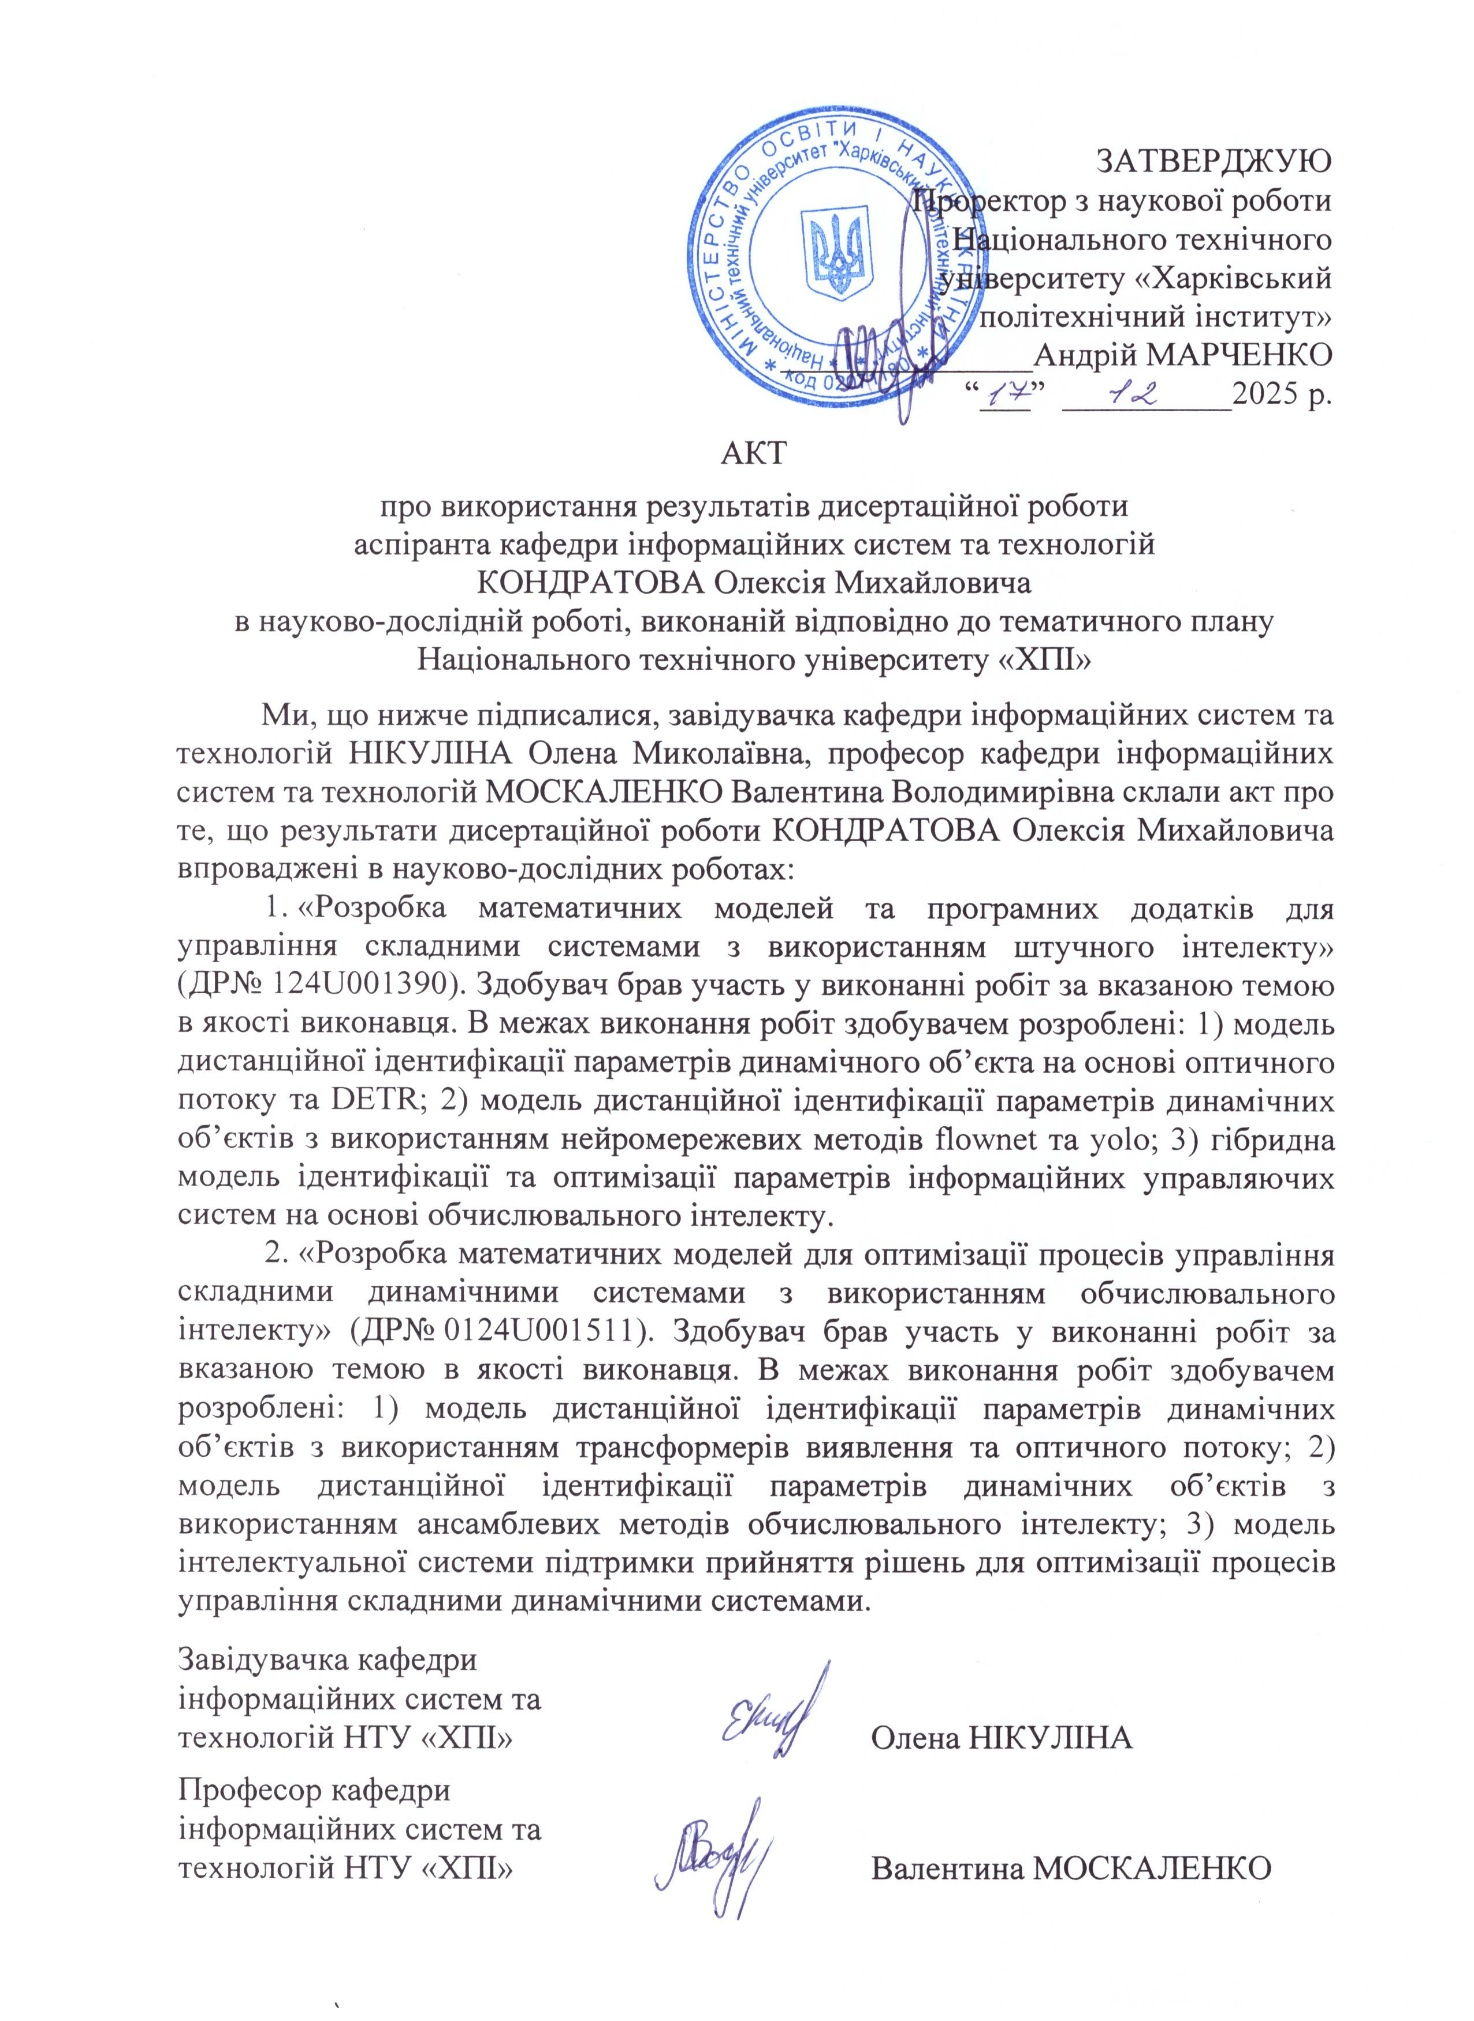 МІНІСТЕРСТВО ОСВІТИ І НАУКИ УКРАЇНИ
Національний технічний університет "Харківський політехнічний інститут"
код
ЗАТВЕРДЖУЮ
Проректор з наукової роботи
Національного технічного
університету «Харківський
політехнічний інститут»
Андрій МАРЧЕНКО
“17” 12 2025 р.
АКТ
про використання результатів дисертаційної роботи
аспіранта кафедри інформаційних систем та технологій
КОНДРАТОВА Олексія Михайловича
в науково-дослідній роботі, виконаній відповідно до тематичного плану
Національного технічного університету «ХПІ»
Ми, що нижче підписалися, завідувачка кафедри інформаційних систем та
технологій НІКУЛІНА Олена Миколаївна, професор кафедри інформаційних
систем та технологій МОСКАЛЕНКО Валентина Володимирівна склали акт про
те, що результати дисертаційної роботи КОНДРАТОВА Олексія Михайловича
впроваджені в науково-дослідних роботах:
1. «Розробка математичних моделей та програмних додатків для
управління складними системами з використанням штучного інтелекту»
(ДР№ 124U001390). Здобувач брав участь у виконанні робіт за вказаною темою
в якості виконавця. В межах виконання робіт здобувачем розроблені: 1) модель
дистанційної ідентифікації параметрів динамічного об’єкта на основі оптичного
потоку та DETR; 2) модель дистанційної ідентифікації параметрів динамічних
об’єктів з використанням нейромережевих методів flownet та yolo; 3) гібридна
модель ідентифікації та оптимізації параметрів інформаційних управляючих
систем на основі обчислювального інтелекту.
2. «Розробка математичних моделей для оптимізації процесів управління
складними динамічними системами з використанням обчислювального
інтелекту» (ДР№ 0124U001511). Здобувач брав участь у виконанні робіт за
вказаною темою в якості виконавця. В межах виконання робіт здобувачем
розроблені: 1) модель дистанційної ідентифікації параметрів динамічних
об’єктів з використанням трансформерів виявлення та оптичного потоку; 2)
модель дистанційної ідентифікації параметрів динамічних об’єктів з
використанням ансамблевих методів обчислювального інтелекту; 3) модель
інтелектуальної системи підтримки прийняття рішень для оптимізації процесів
управління складними динамічними системами.
Завідувачка кафедри
інформаційних систем та
технологій НТУ «ХПІ» Олена НІКУЛІНА
Професор кафедри
інформаційних систем та
технологій НТУ «ХПІ» Валентина МОСКАЛЕНКО